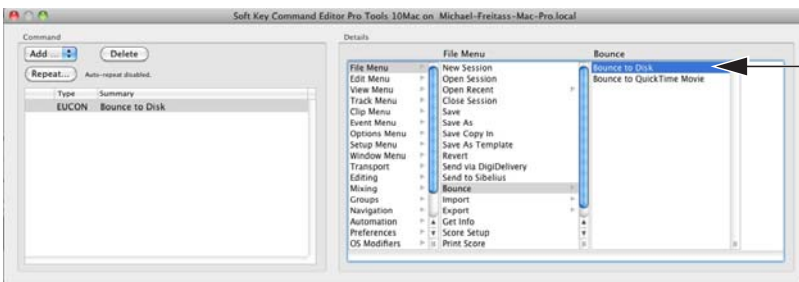 Soft Key Command Editor Pro Tools 10Mac on Michael-Freitass-Mac-Pro.local
Command
Add ...
Delete
Repeat...
Auto-repeat disabled.
Type Summary
EUCON Bounce to Disk
Details
File Menu
Edit Menu
View Menu
Track Menu
Clip Menu
Event Menu
Options Menu
Setup Menu
Window Menu
Transport
Editing
Mixing
Groups
Navigation
Automation
Preferences
OS Modifiers
File Menu
New Session
Open Session
Open Recent
Close Session
Save
Save As
Save Copy In
Save As Template
Revert
Send via DigiDelivery
Send to Sibelius
Bounce
Import
Export
Get Info
Score Setup
Print Score
Bounce
Bounce to Disk
Bounce to QuickTime Movie